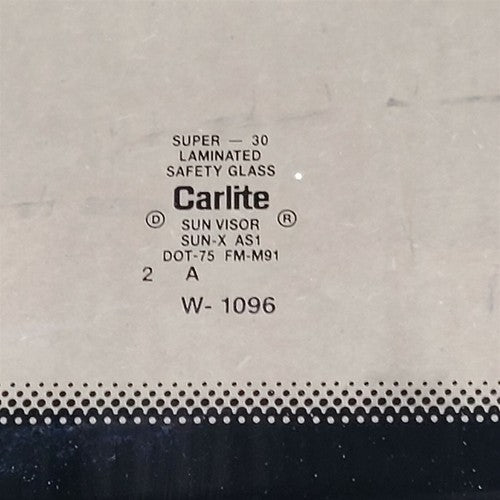 SUPER — 30
LAMINATED
SAFETY GLASS
Carlite
D SUN VISOR ®
SUN-X AS1
DOT-75 FM-M91
2 A
W- 1096